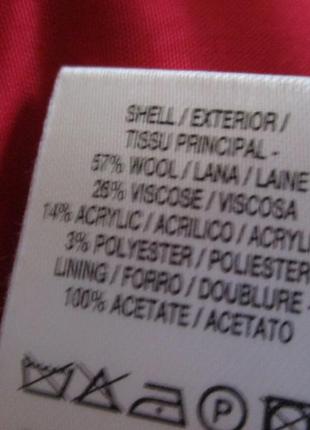 SHELL / EXTERIOR /
TISSU PRINCIPAL -
57% WOOL / LANA / LAINE
26% VISCOSE / VISCOSA
14% ACRYLIC / ACRILICO / ACRYLI
3% POLYESTER / POLIESTER
LINING / FORRO / DOUBLURE -
100% ACETATE / ACETATO
P